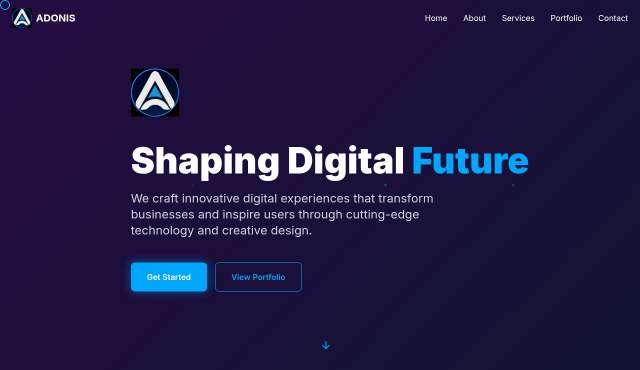 ADONIS
Home About Services Portfolio Contact
Shaping Digital Future
We craft innovative digital experiences that transform
businesses and inspire users through cutting-edge
technology and creative design.
Get Started View Portfolio